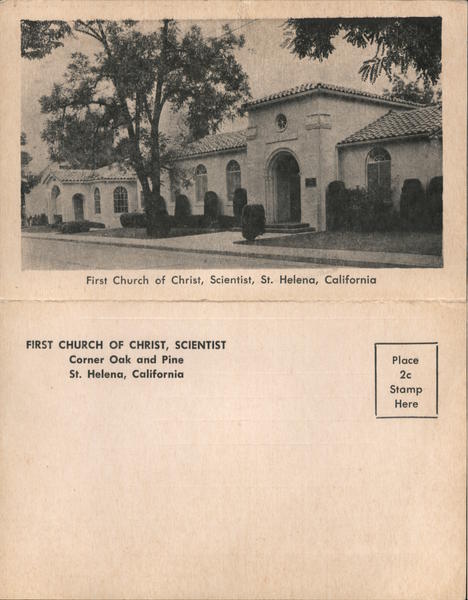 First Church of Christ, Scientist, St. Helena, California
FIRST CHURCH OF CHRIST, SCIENTIST
Corner Oak and Pine
St. Helena, California
Place
2c
Stamp
Here